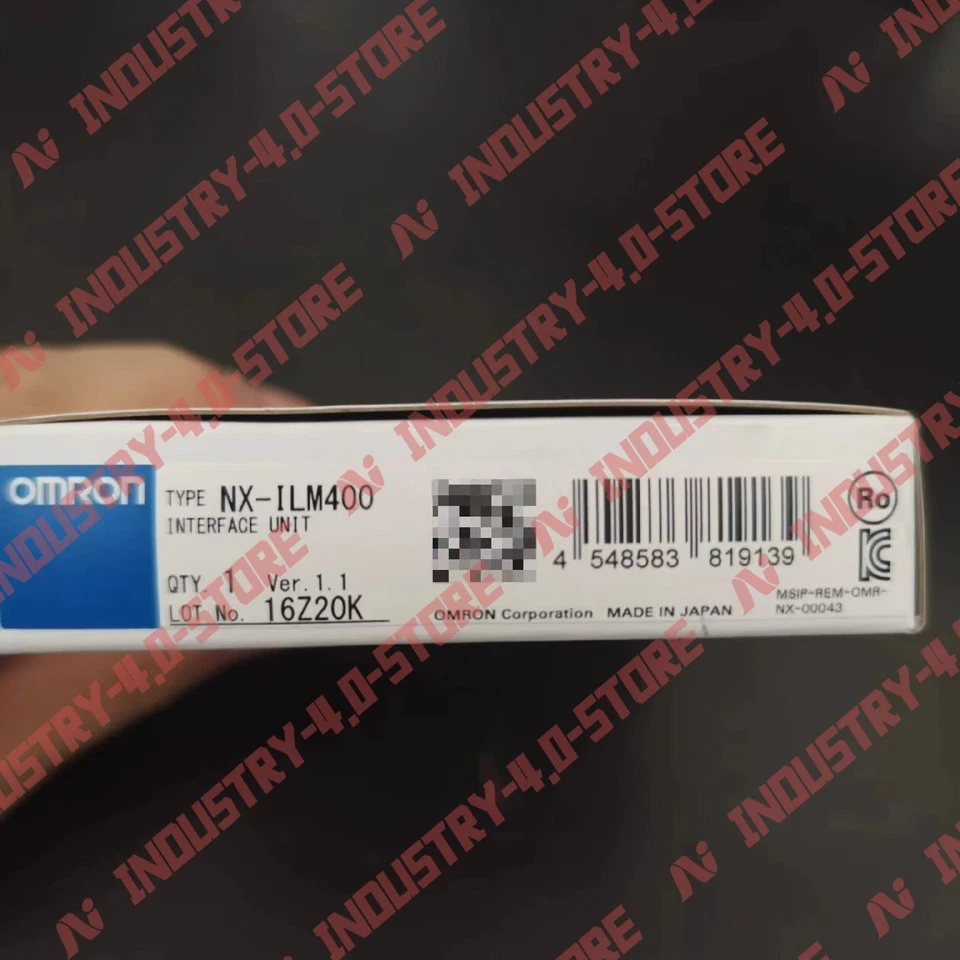 OMRON
TYPE NX-ILM400
INTERFACE UNIT
QTY 1 Ver.1.1
LOT No. 16Z20K
4 548583 819139
OMRON Corporation MADE IN JAPAN
Ro
MSIP-REM-OMR-
NX-00043
INDUSTRY-4.0-STORE